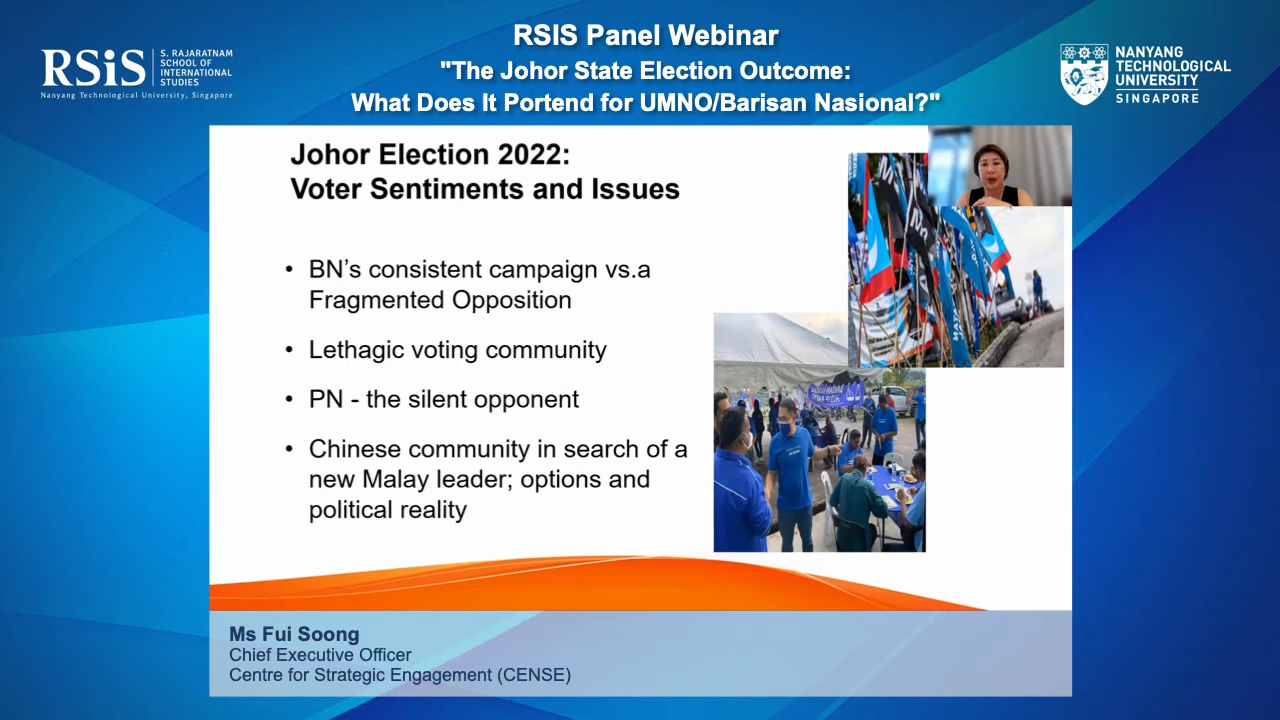 RSIS Panel Webinar
"The Johor State Election Outcome:
What Does It Portend for UMNO/Barisan Nasional?"
RSiS
S. RAJARATNAM
SCHOOL OF
INTERNATIONAL
STUDIES
Nanyang Technological University, Singapore
NANYANG
TECHNOLOGICAL
UNIVERSITY
SINGAPORE
Johor Election 2022:
Voter Sentiments and Issues
• BN's consistent campaign vs.a
Fragmented Opposition
• Lethagic voting community
• PN - the silent opponent
• Chinese community in search of a
new Malay leader; options and
political reality
Ms Fui Soong
Chief Executive Officer
Centre for Strategic Engagement (CENSE)